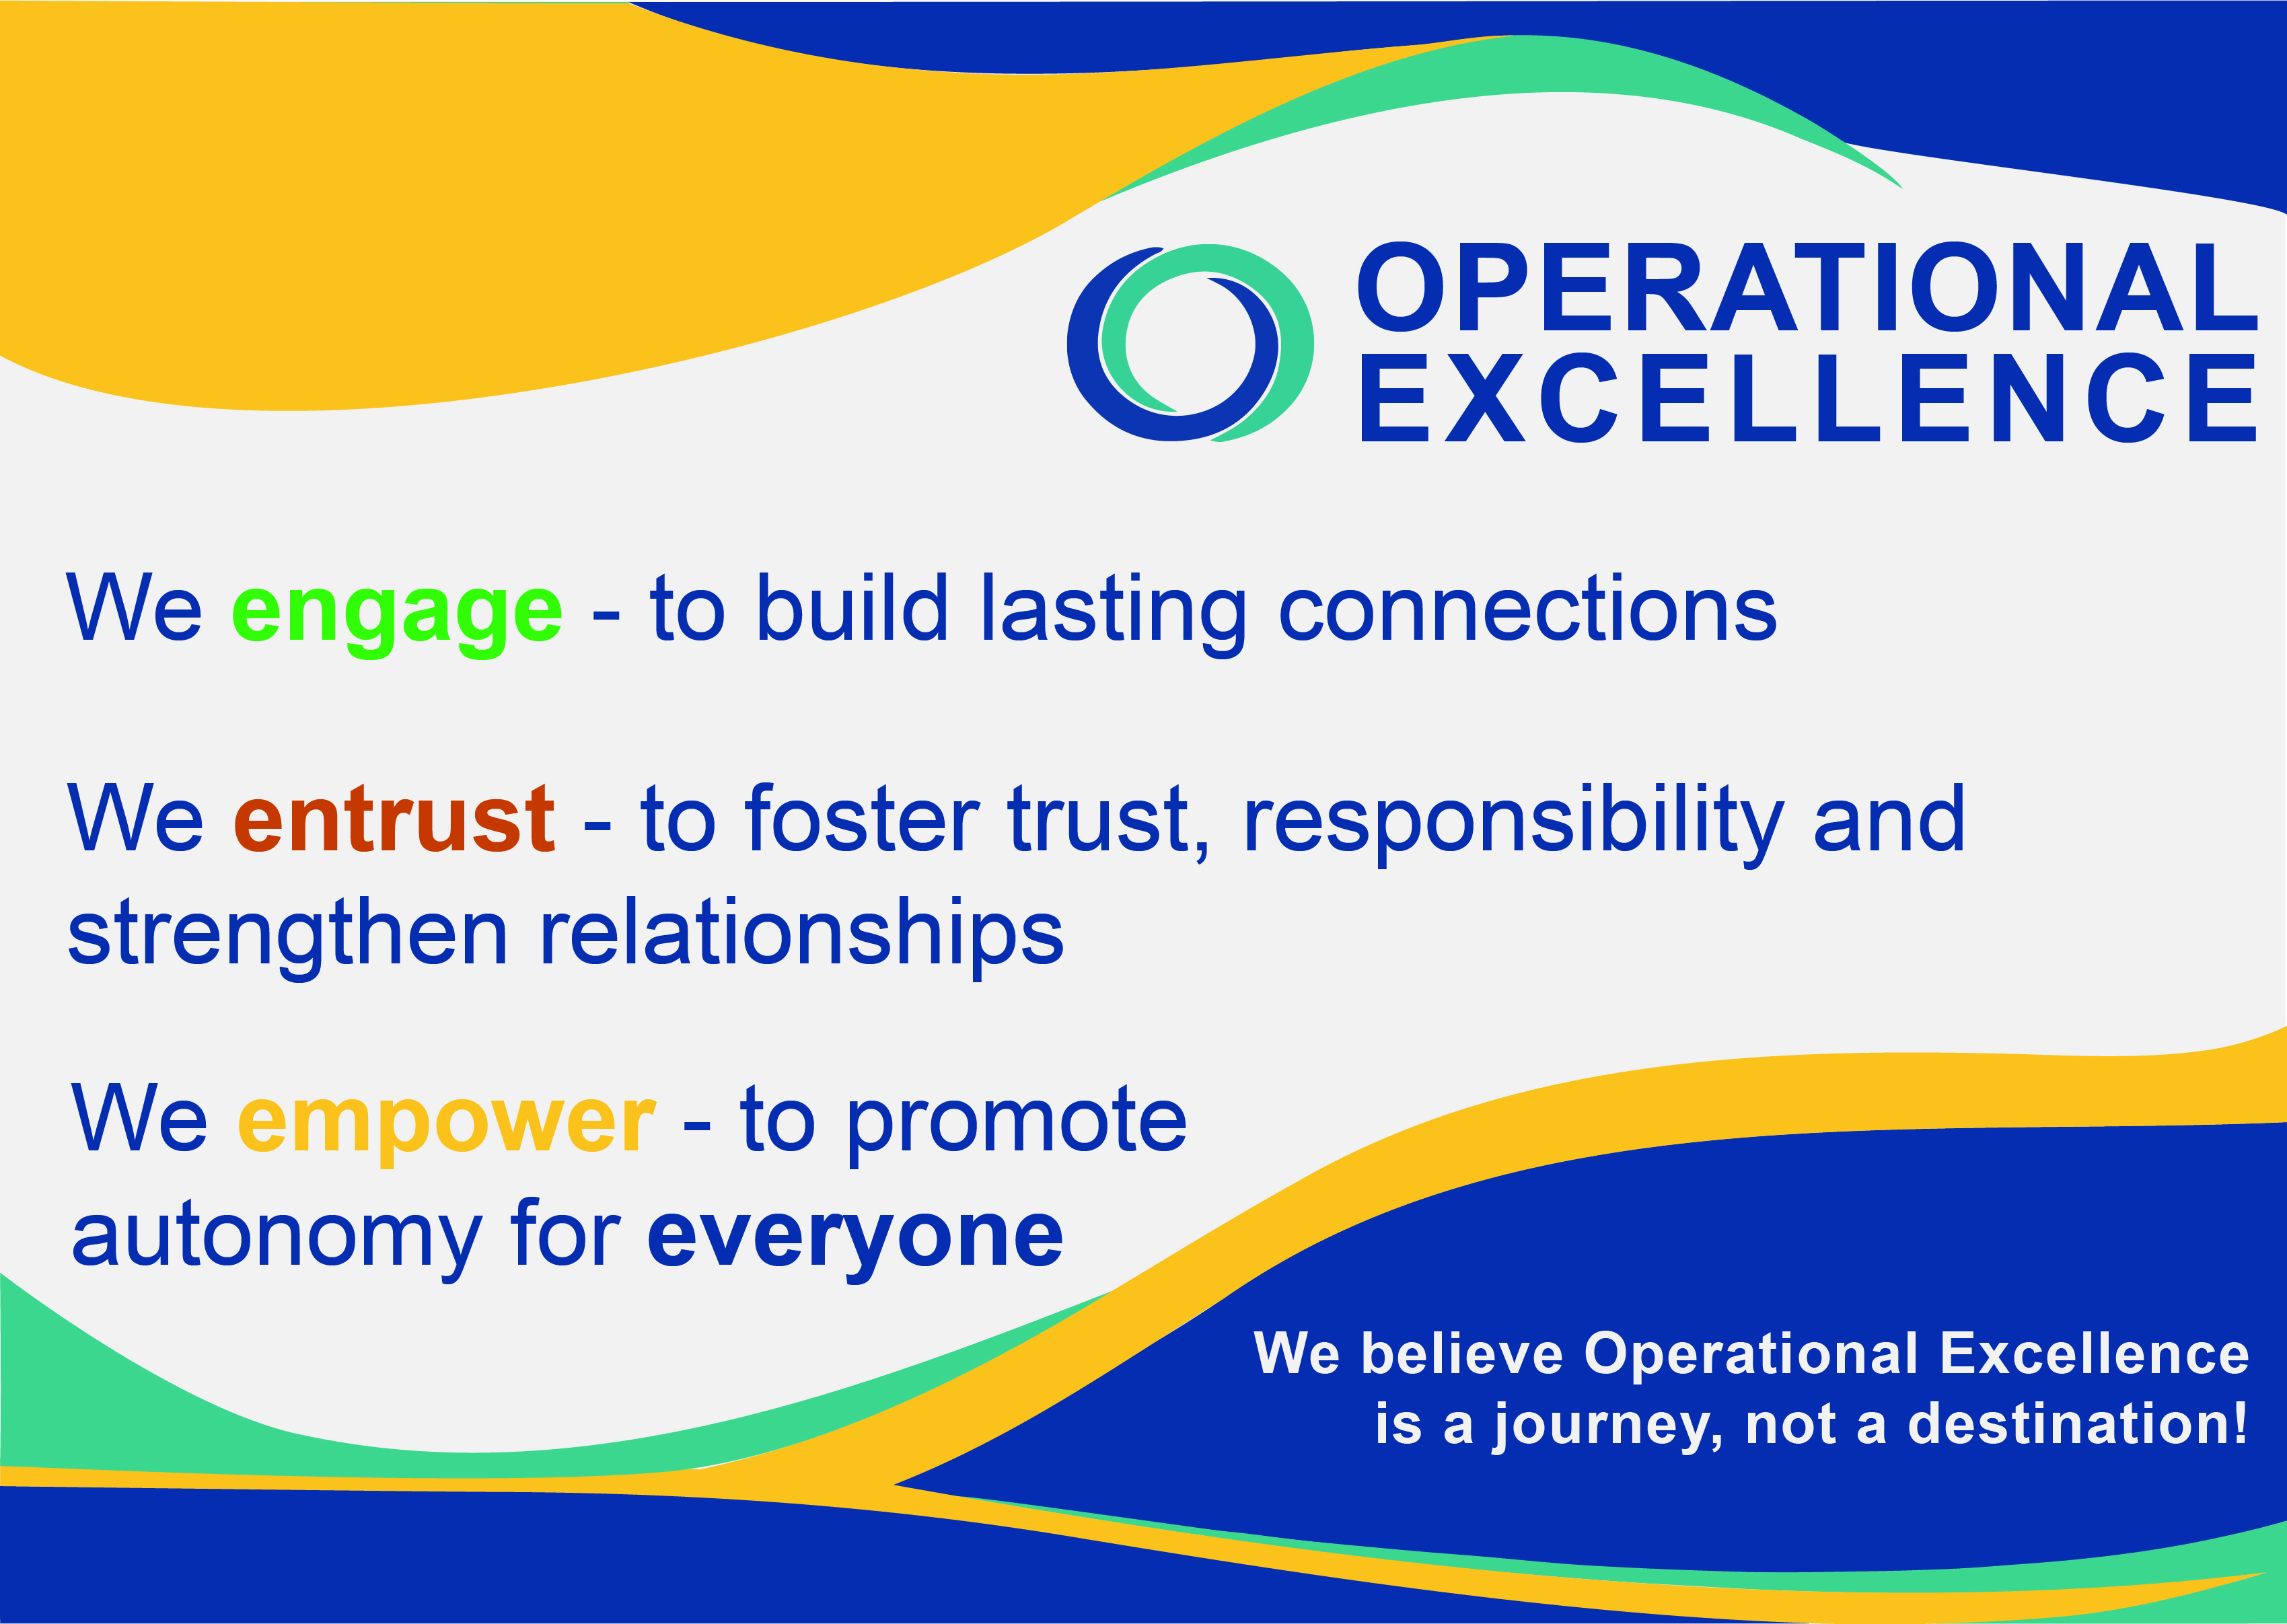 OPERATIONAL
EXCELLENCE
We engage - to build lasting connections
We entrust - to foster trust, responsibility and
strengthen relationships
We empower - to promote
autonomy for everyone
We believe Operational Excellence
is a journey, not a destination!